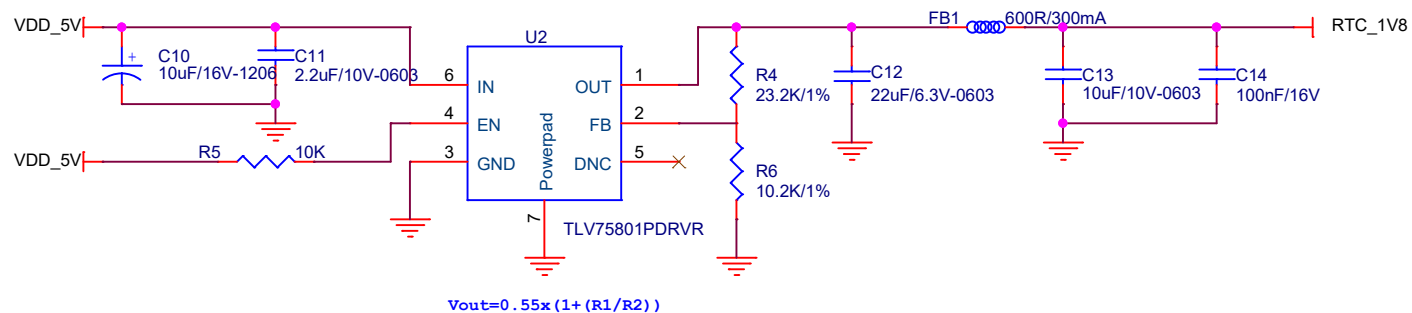 VDD_5V
C10
10uF/16V-1206
C11
2.2uF/10V-0603
U2
6
IN
4
EN
3
GND
OUT
1
FB
2
DNC
5
Powerpad
7
TLV75801PDRVR
VDD_5V
R5
10K
R4
23.2K/1%
R6
10.2K/1%
C12
22uF/6.3V-0603
FB1
600R/300mA
C13
10uF/10V-0603
C14
100nF/16V
RTC_1V8
Vout=0.55x(1+(R1/R2))